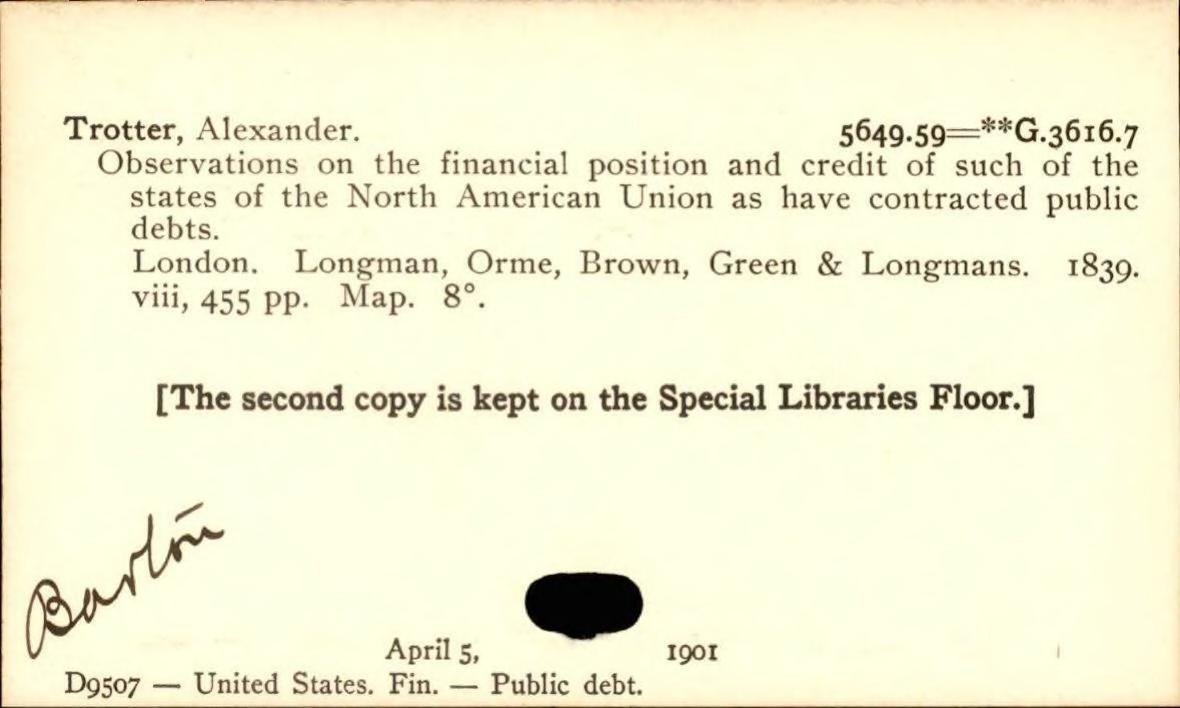 Trotter, Alexander. 5649.59=**G.3616.7
Observations on the financial position and credit of such of the
states of the North American Union as have contracted public
debts.
London. Longman, Orme, Brown, Green & Longmans. 1839.
viii, 455 pp. Map. 8°.
[The second copy is kept on the Special Libraries Floor.]
Barton
April 5, 1901
D9507 — United States. Fin. — Public debt.